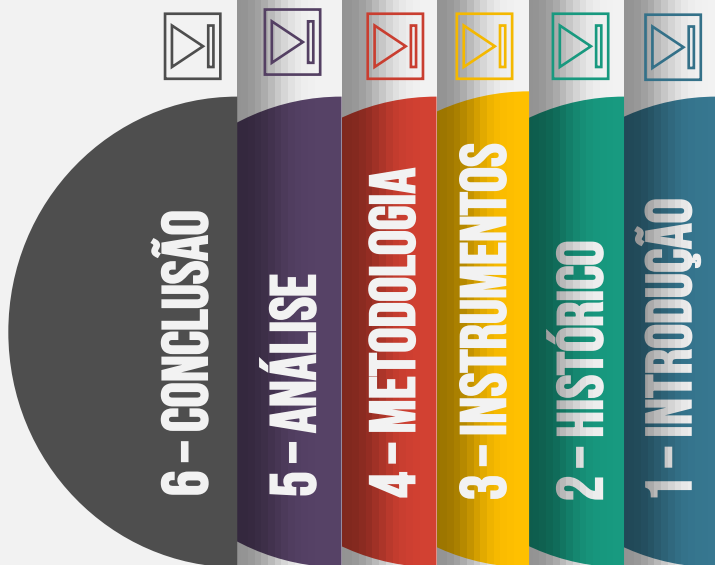 6 – CONCLUSÃO
5 – ANÁLISE
4 – METODOLOGIA
3 – INSTRUMENTOS
2 – HISTÓRICO
1 – INTRODUÇÃO